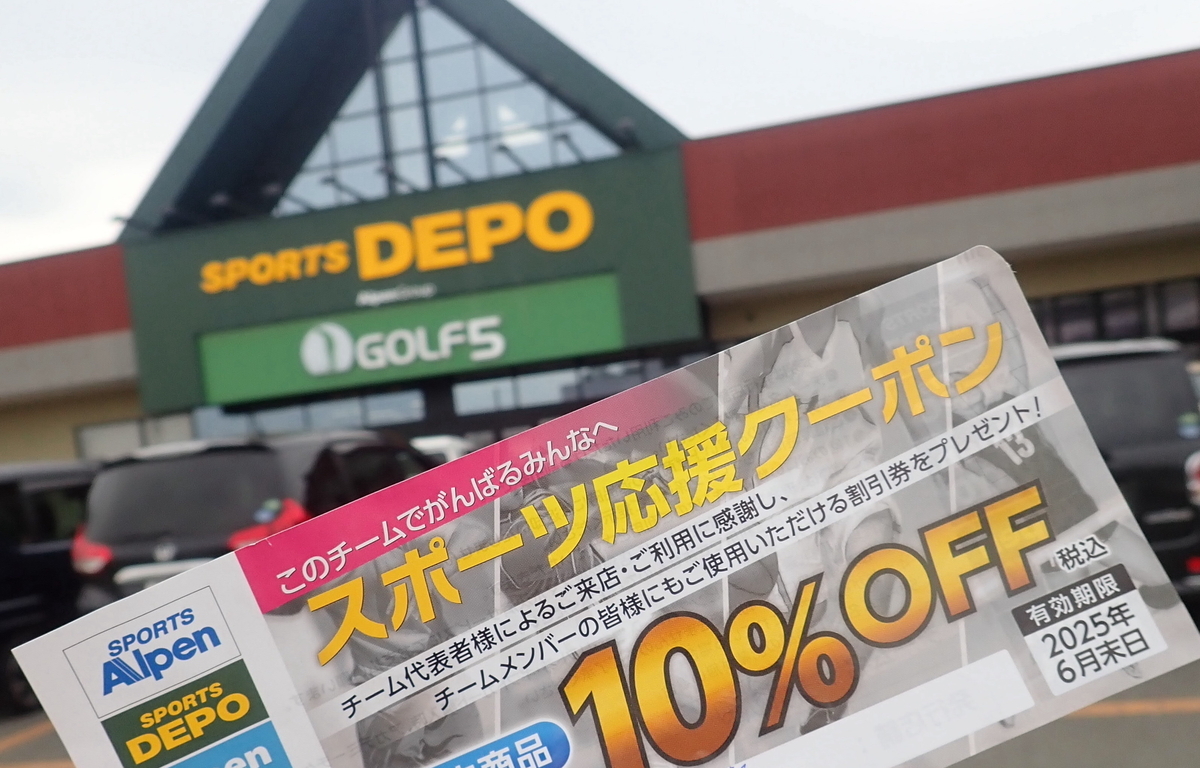 SPORTS DEPO
AlpenGroup
GOLF5
このチームでがんばるみんなへ
スポーツ応援クーポン
チーム代表者様によるご来店・ご利用に感謝し、
チームメンバーの皆様にもご使用いただける割引券をプレゼント!
13
10%OFF
・税込
有効期限
2025年
6月末日
SPORTS
Alpen
SPORTS
DEPO
en
商品